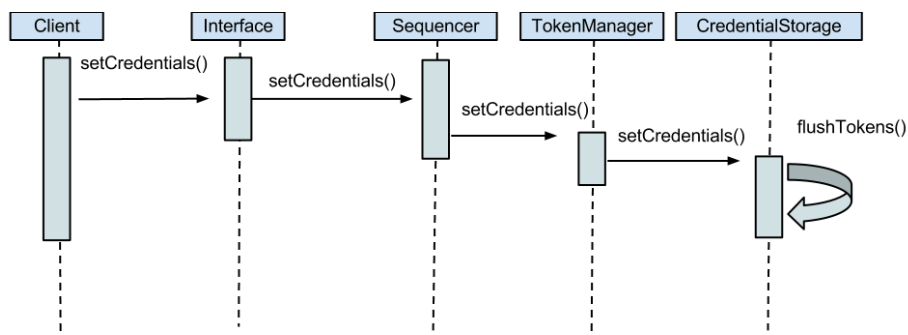 Client
Interface
Sequencer
TokenManager
CredentialStorage
setCredentials()
setCredentials()
setCredentials()
setCredentials()
flushTokens()